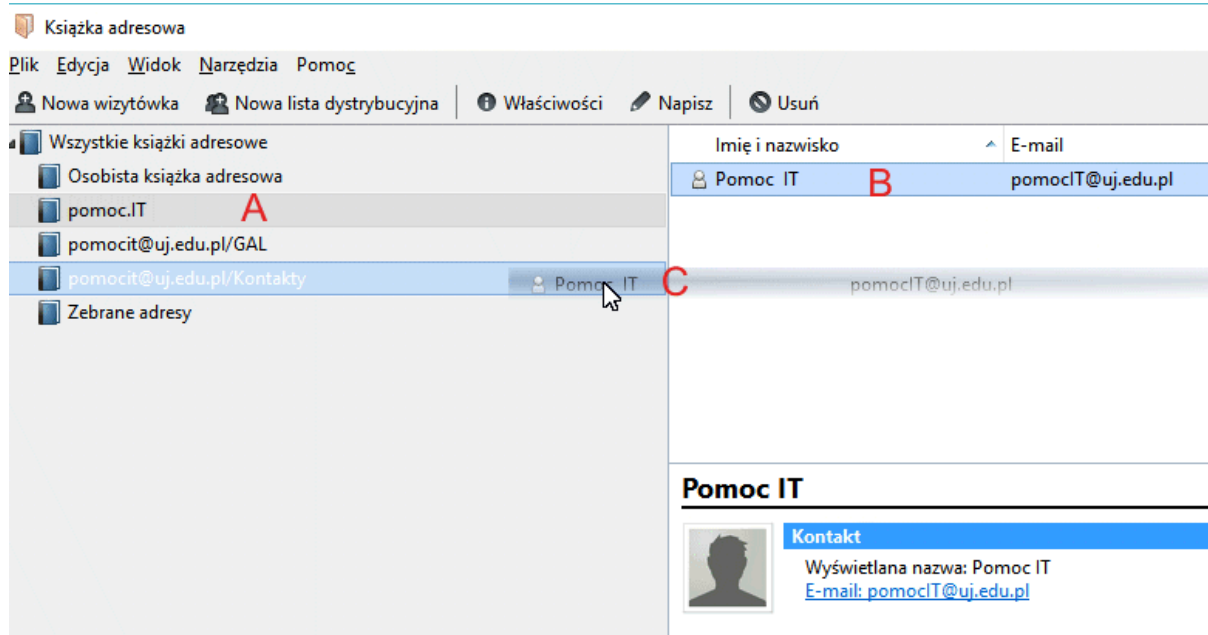 Książka adresowa
Plik Edycja Widok Narzędzia Pomoc
Nowa wizytówka Nowa lista dystrybucyjna Właściwości Napisz Usuń
Wszystkie książki adresowe
Osobista książka adresowa
pomoc.IT A
pomocit@uj.edu.pl/GAL
pomocit@uj.edu.pl/Kontakty
Zebrane adresy
Imię i nazwisko E-mail
Pomoc IT B pomocIT@uj.edu.pl
Pomoc IT C pomocIT@uj.edu.pl
Pomoc IT
Kontakt
Wyświetlana nazwa: Pomoc IT
E-mail: pomocIT@uj.edu.pl